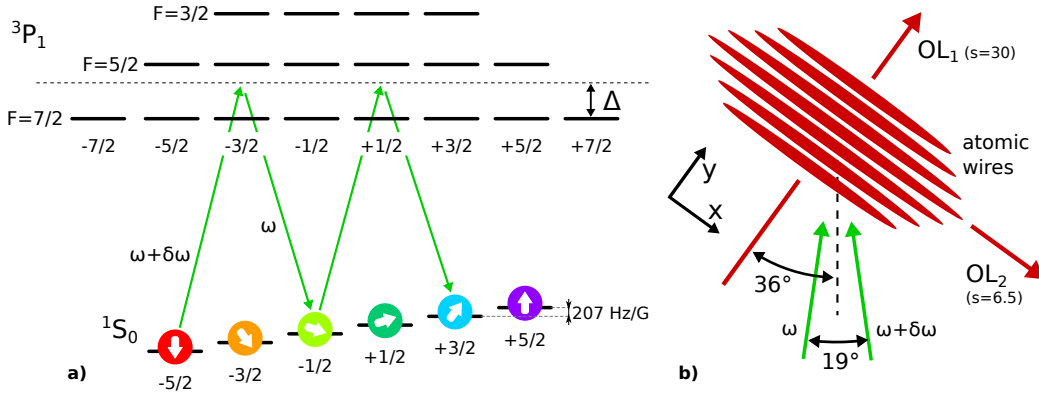 F=3/2
³P₁
F=5/2
Δ
F=7/2
-7/2 -5/2 -3/2 -1/2 +1/2 +3/2 +5/2 +7/2
ω+δω
ω
¹S₀
207 Hz/G
-5/2 -3/2 -1/2 +1/2 +3/2 +5/2
a)
OL₁ (s=30)
atomic
wires
y
x
36°
OL₂
(s=6.5)
ω
ω+δω
19°
b)